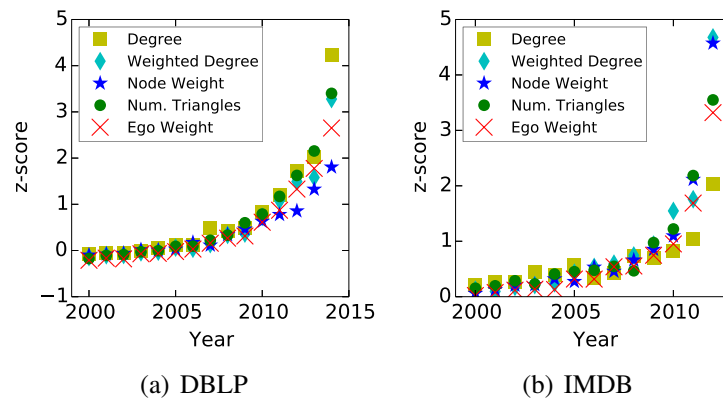 5
4
3
2
1
0
−1
z-score
Degree
Weighted Degree
Node Weight
Num. Triangles
Ego Weight
2000 2005 2010 2015
Year
(a) DBLP
5
4
3
2
1
0
z-score
Degree
Weighted Degree
Node Weight
Num. Triangles
Ego Weight
2000 2005 2010
Year
(b) IMDB